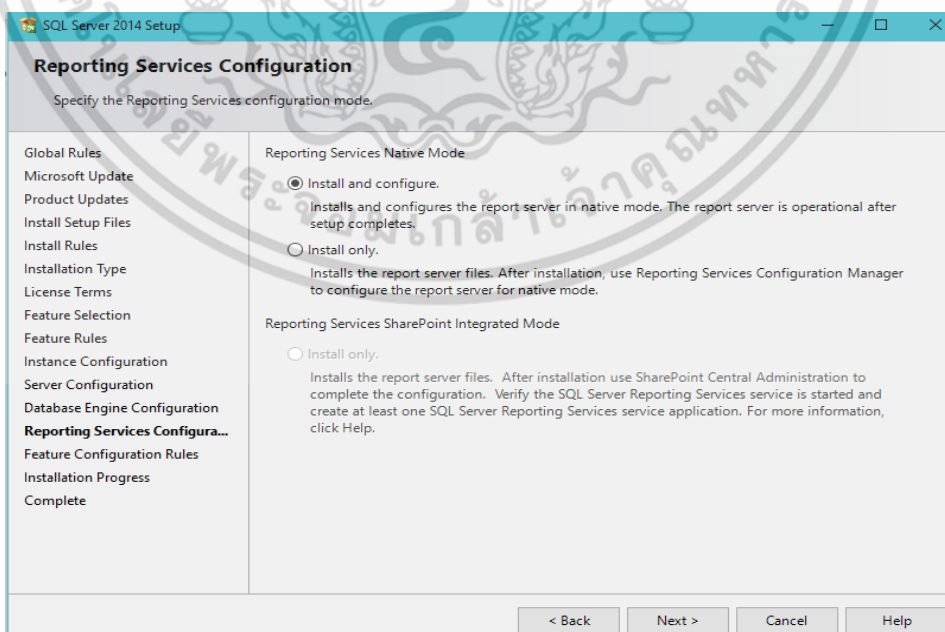 SQL Server 2014 Setup
Reporting Services Configuration
Specify the Reporting Services configuration mode.
Global Rules
Microsoft Update
Product Updates
Install Setup Files
Install Rules
Installation Type
License Terms
Feature Selection
Feature Rules
Instance Configuration
Server Configuration
Database Engine Configuration
Reporting Services Configura...
Feature Configuration Rules
Installation Progress
Complete
Reporting Services Native Mode
Install and configure.
Installs and configures the report server in native mode. The report server is operational after
setup completes.
Install only.
Installs the report server files. After installation, use Reporting Services Configuration Manager
to configure the report server for native mode.
Reporting Services SharePoint Integrated Mode
Install only.
Installs the report server files. After installation use SharePoint Central Administration to
complete the configuration. Verify the SQL Server Reporting Services service is started and
create at least one SQL Server Reporting Services service application. For more information,
click Help.
< Back
Next >
Cancel
Help